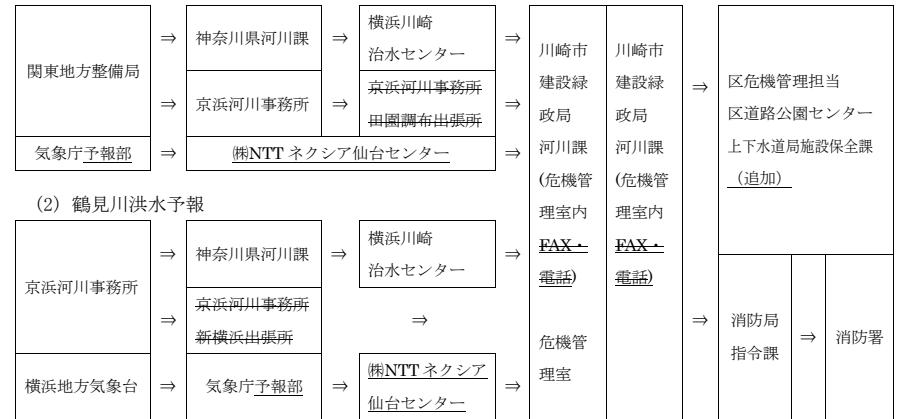 関東地方整備局
⇒
神奈川県河川課
⇒
横浜川崎
治水センター
⇒
⇒
京浜河川事務所
⇒
京浜河川事務所
田園調布出張所
⇒
気象庁予報部
⇒
㈱NTTネクシア仙台センター
⇒
(2) 鶴見川洪水予報
京浜河川事務所
⇒
神奈川県河川課
⇒
横浜川崎
治水センター
⇒
⇒
京浜河川事務所
新横浜出張所
⇒
横浜地方気象台
⇒
気象庁予報部
⇒
㈱NTTネクシア
仙台センター
⇒
川崎市
建設緑
政局
河川課
(危機管
理室内
FAX・
電話)
危機管
理室
川崎市
建設緑
政局
河川課
(危機管
理室内
FAX・
電話)
⇒
区危機管理担当
区道路公園センター
上下水道局施設保全課
(追加)
⇒
消防局
指令課
⇒
消防署